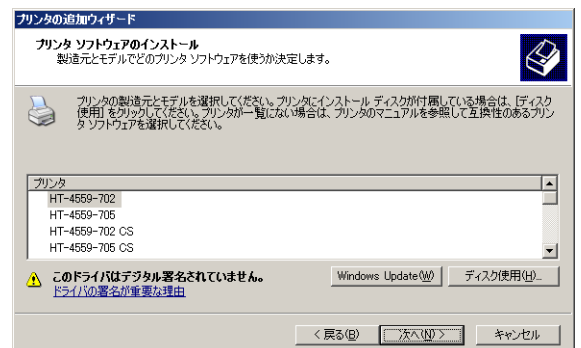 プリンタの追加ウィザード
プリンタ ソフトウェアのインストール
製造元とモデルでどのプリンタ ソフトウェアを使うか決定します。
プリンタの製造元とモデルを選択してください。プリンタにインストール ディスクが付属している場合は、[ディスク
使用] をクリックしてください。プリンタが一覧にない場合は、プリンタのマニュアルを参照して互換性のあるプリン
タ ソフトウェアを選択してください。
プリンタ
HT-4559-702
HT-4559-705
HT-4559-702 CS
HT-4559-705 CS
このドライバはデジタル署名されていません。
ドライバの署名が重要な理由
Windows Update(W)
ディスク使用(H)...
< 戻る(B)
次へ(N) >
キャンセル